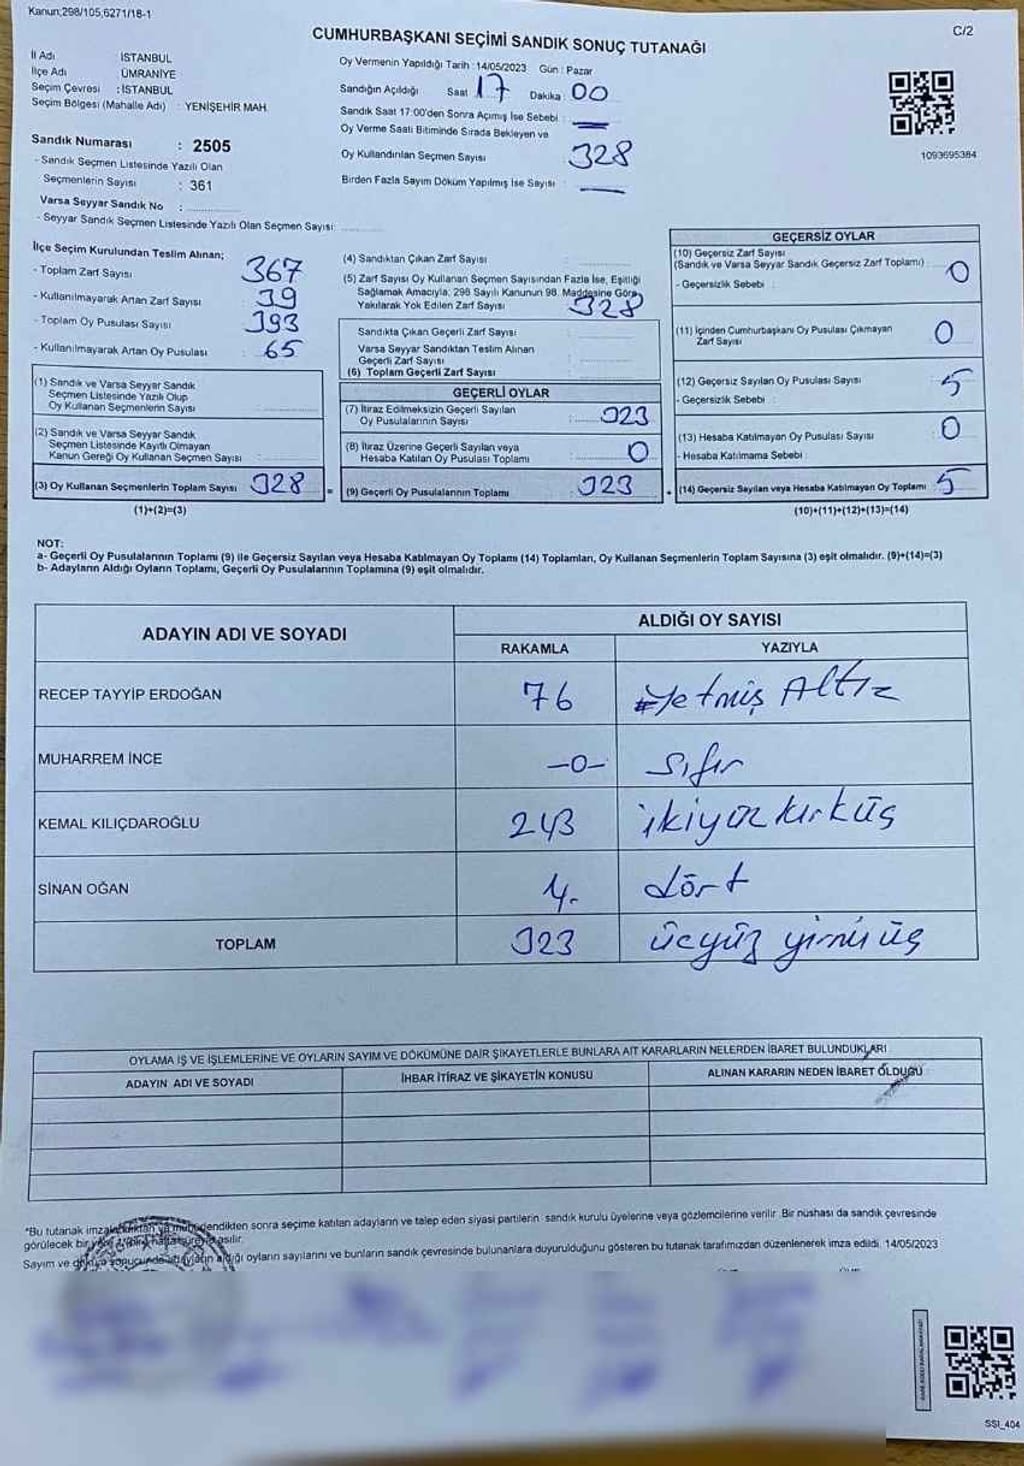 Kanun;298/105,6271/18-1
C/2
CUMHURBAŞKANI SEÇİMİ SANDIK SONUÇ TUTANAĞI
İl Adı : İSTANBUL
İlçe Adı : ÜMRANİYE
Seçim Çevresi : İSTANBUL
Seçim Bölgesi (Mahalle Adı) : YENİŞEHİR MAH.
Sandık Numarası : 2505
- Sandık Seçmen Listesinde Yazılı Olan
Seçmenlerin Sayısı : 361
Varsa Seyyar Sandık No :
- Seyyar Sandık Seçmen Listesinde Yazılı Olan Seçmen Sayısı:
Oy Vermenin Yapıldığı Tarih : 14/05/2023 Gün : Pazar
Sandığın Açıldığı Saat 17 Dakika : 00
Sandık Saat 17:00'den Sonra Açımış İse Sebebi :
Oy Verme Saati Bitiminde Sırada Bekleyen ve
Oy Kullandırılan Seçmen Sayısı : 328
Birden Fazla Sayım Döküm Yapılmış İse Sayısı :
1093695384
İlçe Seçim Kurulundan Teslim Alınan;
- Toplam Zarf Sayısı : 367
- Kullanılmayarak Artan Zarf Sayısı : 39
- Toplam Oy Pusulası Sayısı : 393
- Kullanılmayarak Artan Oy Pusulası : 65
(1) Sandık ve Varsa Seyyar Sandık
Seçmen Listesinde Yazılı Olup
Oy Kullanan Seçmenlerin Sayısı :
(2) Sandık ve Varsa Seyyar Sandık
Seçmen Listesinde Kayıtlı Olmayan
Kanun Gereği Oy Kullanan Seçmen Sayısı :
(3) Oy Kullanan Seçmenlerin Toplam Sayısı : 328 =
(1)+(2)=(3)
(4) Sandıktan Çıkan Zarf Sayısı :
(5) Zarf Sayısı Oy Kullanan Seçmen Sayısından Fazla İse, Eşitliği
Sağlamak Amacıyla; 298 Sayılı Kanunun 98. Maddesine Göre
Yakılarak Yok Edilen Zarf Sayısı : 328
Sandıkta Çıkan Geçerli Zarf Sayısı :
Varsa Seyyar Sandıktan Teslim Alınan
Geçerli Zarf Sayısı :
(6) Toplam Geçerli Zarf Sayısı :
GEÇERLİ OYLAR
(7) İtiraz Edilmeksizin Geçerli Sayılan
Oy Pusulalarının Sayısı : 323
(8) İtiraz Üzerine Geçerli Sayılan veya
Hesaba Katılan Oy Pusulası Toplamı : 0
(9) Geçerli Oy Pusulalarının Toplamı : 323 +
GEÇERSİZ OYLAR
(10) Geçersiz Zarf Sayısı
(Sandık ve Varsa Seyyar Sandık Geçersiz Zarf Toplamı) : 0
- Geçersizlik Sebebi :
(11) İçinden Cumhurbaşkanı Oy Pusulası Çıkmayan
Zarf Sayısı : 0
(12) Geçersiz Sayılan Oy Pusulası Sayısı : 5
- Geçersizlik Sebebi :
(13) Hesaba Katılmayan Oy Pusulası Sayısı : 0
- Hesaba Katılmama Sebebi :
(14) Geçersiz Sayılan veya Hesaba Katılmayan Oy Toplamı : 5
(10)+(11)+(12)+(13)=(14)
NOT:
a- Geçerli Oy Pusulalarının Toplamı (9) ile Geçersiz Sayılan veya Hesaba Katılmayan Oy Toplamı (14) Toplamları, Oy Kullanan Seçmenlerin Toplam Sayısına (3) eşit olmalıdır. (9)+(14)=(3)
b- Adayların Aldığı Oyların Toplamı, Geçerli Oy Pusulalarının Toplamına (9) eşit olmalıdır.
ADAYIN ADI VE SOYADI ALDIĞI OY SAYISI
RAKAMLA YAZIYLA
RECEP TAYYİP ERDOĞAN 76 Yetmiş Altı
MUHARREM İNCE -0- Sıfır
KEMAL KILIÇDAROĞLU 243 ikiyüz kırküç
SİNAN OĞAN 4. dört
TOPLAM 323 üçyüz yirmi üç
OYLAMA İŞ VE İŞLEMLERİNE VE OYLARIN SAYIM VE DÖKÜMÜNE DAİR ŞİKAYETLERLE BUNLARA AİT KARARLARIN NELERDEN İBARET BULUNDUKLARI
ADAYIN ADI VE SOYADI İHBAR İTİRAZ VE ŞİKAYETİN KONUSU ALINAN KARARIN NEDEN İBARET OLDUĞU
*Bu tutanak imzalandıktan ve mühürlendikten sonra seçime katılan adayların ve talep eden siyasi partilerin sandık kurulu üyelerine veya gözlemcilerine verilir. Bir nüshası da sandık çevresinde
görülecek bir yere 1 (bir) hafta süreyle asılır.
Sayım ve döküm sonucunda adayların aldığı oyların sayılarını ve bunların sandık çevresinde bulunanlara duyurulduğunu gösteren bu tutanak tarafımızdan düzenlenerek imza edildi. 14/05/2023
SSI_404